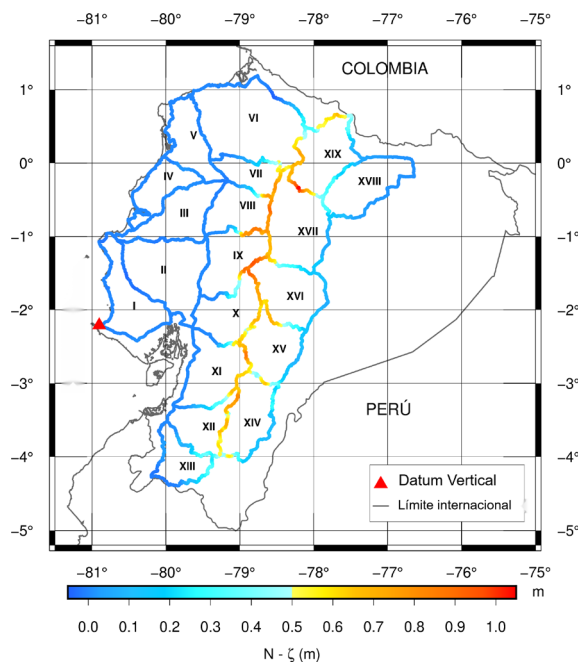 −81° −80° −79° −78° −77° −76° −75°
1° 1°
0° 0°
−1° −1°
−2° −2°
−3° −3°
−4° −4°
−5° −5°
COLOMBIA
VI
V
XIX
IV
VII
XVIII
VIII
III
XVII
IX
II
XVI
I
X
XV
XI
PERÚ
XII
XIV
XIII
Datum Vertical
Límite internacional
−81° −80° −79° −78° −77° −76° −75°
m
0.0 0.1 0.2 0.3 0.4 0.5 0.6 0.7 0.8 0.9 1.0
N - ζ (m)